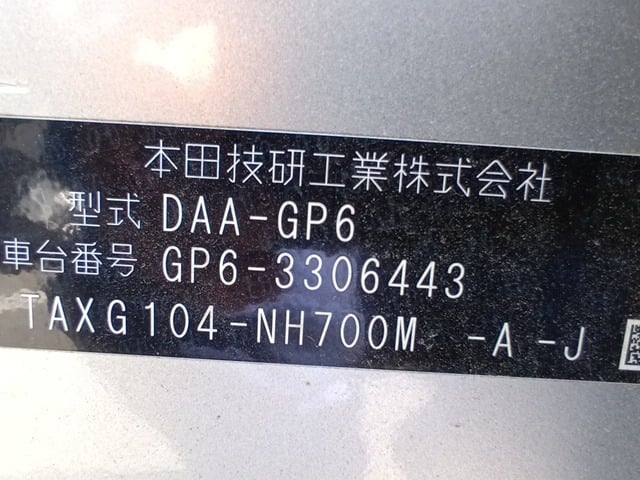 本田技研工業株式会社
型式 DAA-GP6
車台番号 GP6-3306443
TAXG104-NH700M -A-J